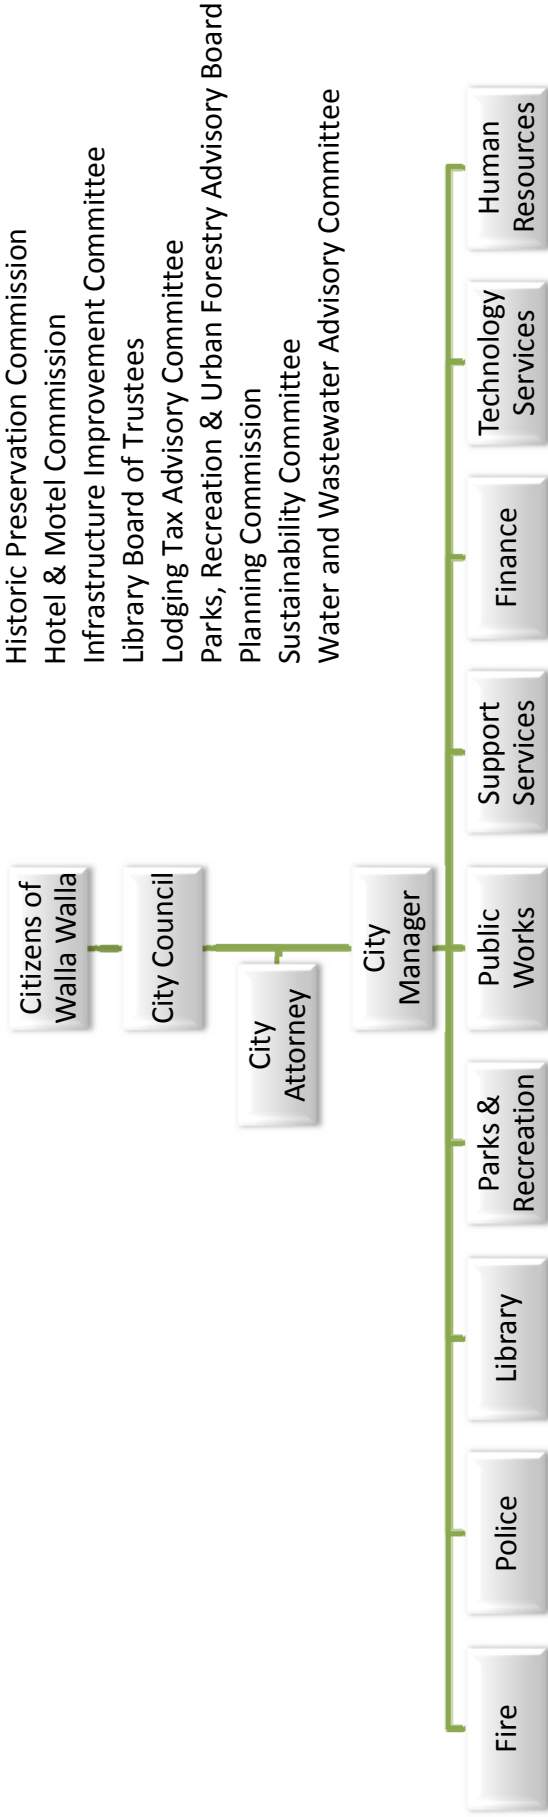 Historic Preservation Commission
Hotel & Motel Commission
Infrastructure Improvement Committee
Library Board of Trustees
Lodging Tax Advisory Committee
Parks, Recreation & Urban Forestry Advisory Board
Planning Commission
Sustainability Committee
Water and Wastewater Advisory Committee
Citizens of
Walla Walla
City Council
City
Attorney
City
Manager
Fire
Police
Library
Parks &
Recreation
Public
Works
Support
Services
Finance
Technology
Services
Human
Resources